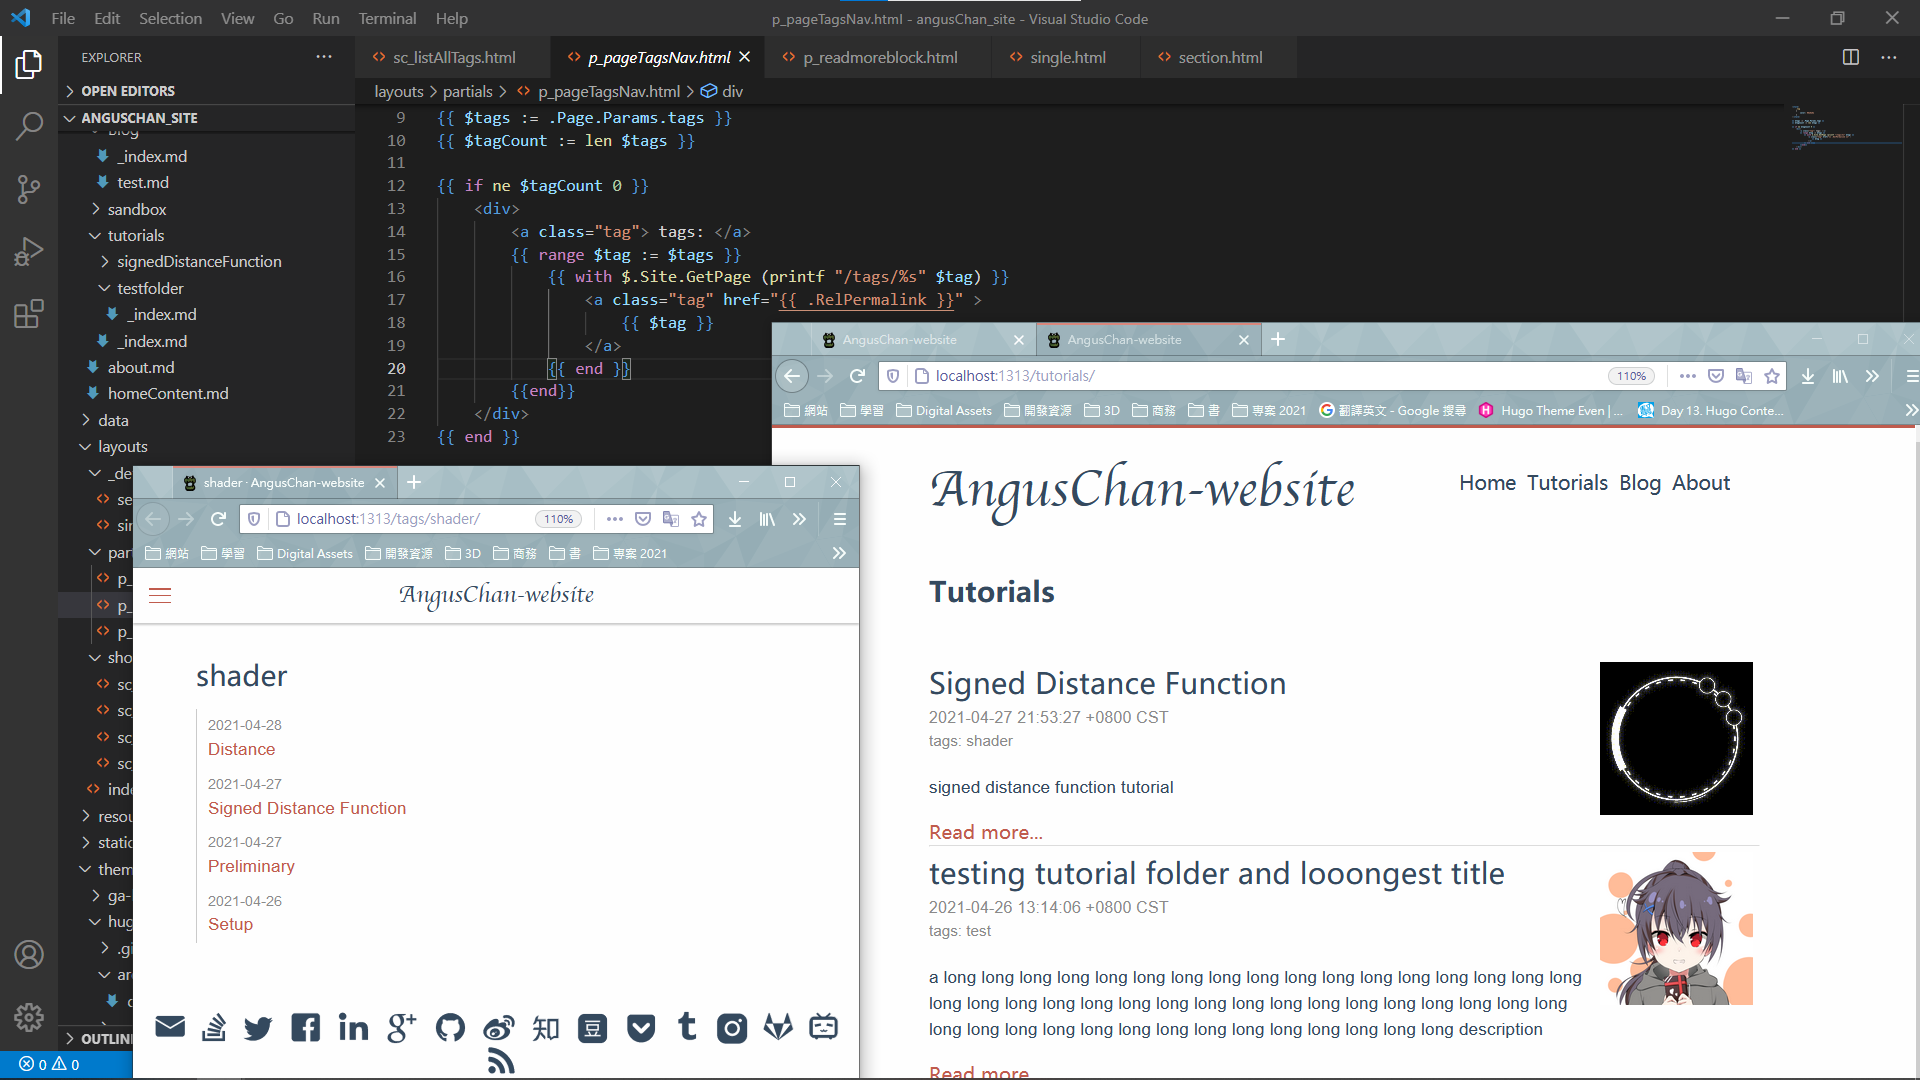 File Edit Selection View Go Run Terminal Help
p_pageTagsNav.html - angusChan_site - Visual Studio Code
EXPLORER
sc_listAllTags.html
p_pageTagsNav.html
p_readmoreblock.html
single.html
section.html
OPEN EDITORS
layouts > partials > p_pageTagsNav.html > div
ANGUSCHAN_SITE
blog
_index.md
test.md
sandbox
tutorials
signedDistanceFunction
testfolder
_index.md
_index.md
about.md
homeContent.md
data
layouts
_de
se
sin
part
p_
p_
p_
sho
sc
sc
sc
sc
inde
resou
static
them
ga-
hug
.gi
ar
OUTLIN
0 0
9 {{ $tags := .Page.Params.tags }}
10 {{ $tagCount := len $tags }}
11
12 {{ if ne $tagCount 0 }}
13 <div>
14 <a class="tag"> tags: </a>
15 {{ range $tag := $tags }}
16 {{ with $.Site.GetPage (printf "/tags/%s" $tag) }}
17 <a class="tag" href="{{ .RelPermalink }}" >
18 {{ $tag }}
19 </a>
20 {{ end }}
21 {{end}}
22 </div>
23 {{ end }}
AngusChan-website
AngusChan-website
localhost:1313/tutorials/
110%
網站 學習 Digital Assets 開發資源 3D 商務 書 專案 2021 翻譯英文 - Google 搜尋 Hugo Theme Even | ... Day 13. Hugo Conte...
AngusChan-website
Home Tutorials Blog About
Tutorials
Signed Distance Function
2021-04-27 21:53:27 +0800 CST
tags: shader
signed distance function tutorial
Read more...
testing tutorial folder and looongest title
2021-04-26 13:14:06 +0800 CST
tags: test
a long long long long long long long long long long long long long long long long
long long long long long long long long long long long long long long long long long
long long long long long long long long long long long long long long description
Read more...
shader · AngusChan-website
localhost:1313/tags/shader/
110%
網站 學習 Digital Assets 開發資源 3D 商務 書 專案 2021
AngusChan-website
shader
2021-04-28
Distance
2021-04-27
Signed Distance Function
2021-04-27
Preliminary
2021-04-26
Setup
知
豆